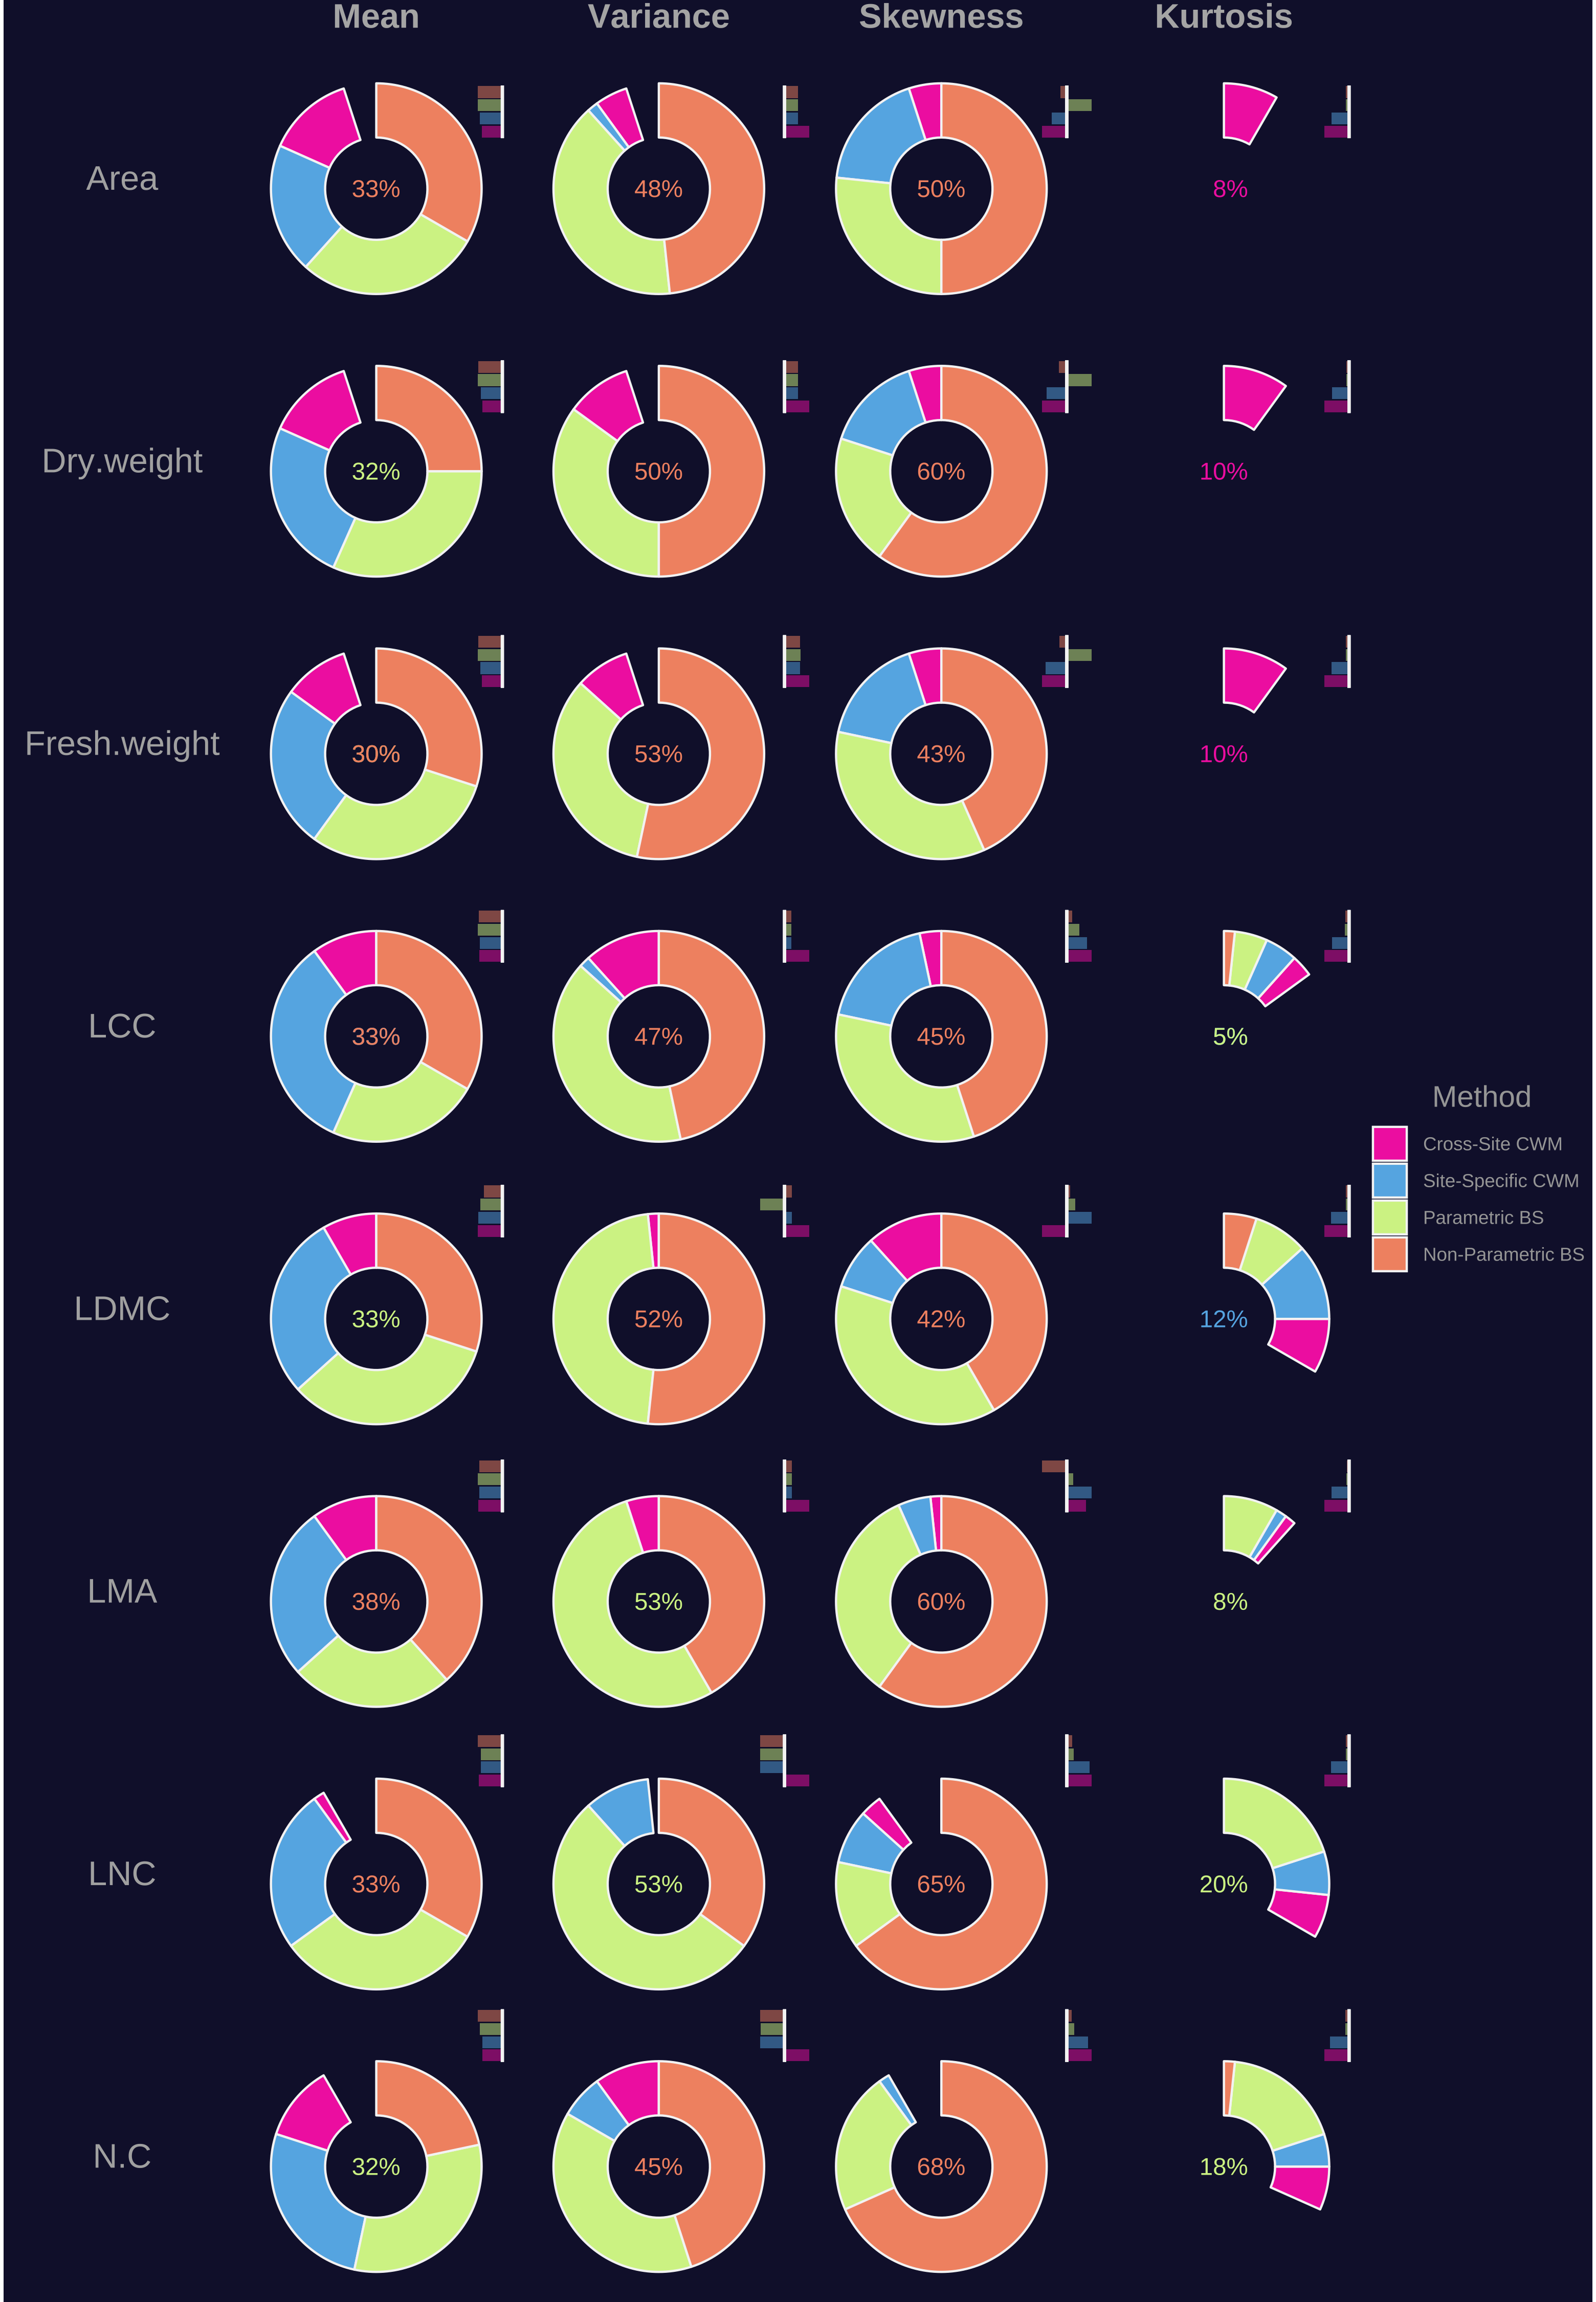 Mean Variance Skewness Kurtosis
Area 33% 48% 50% 8%
Dry.weight 32% 50% 60% 10%
Fresh.weight 30% 53% 43% 10%
LCC 33% 47% 45% 5%
Method
Cross-Site CWM
Site-Specific CWM
Parametric BS
Non-Parametric BS
LDMC 33% 52% 42% 12%
LMA 38% 53% 60% 8%
LNC 33% 53% 65% 20%
N.C 32% 45% 68% 18%